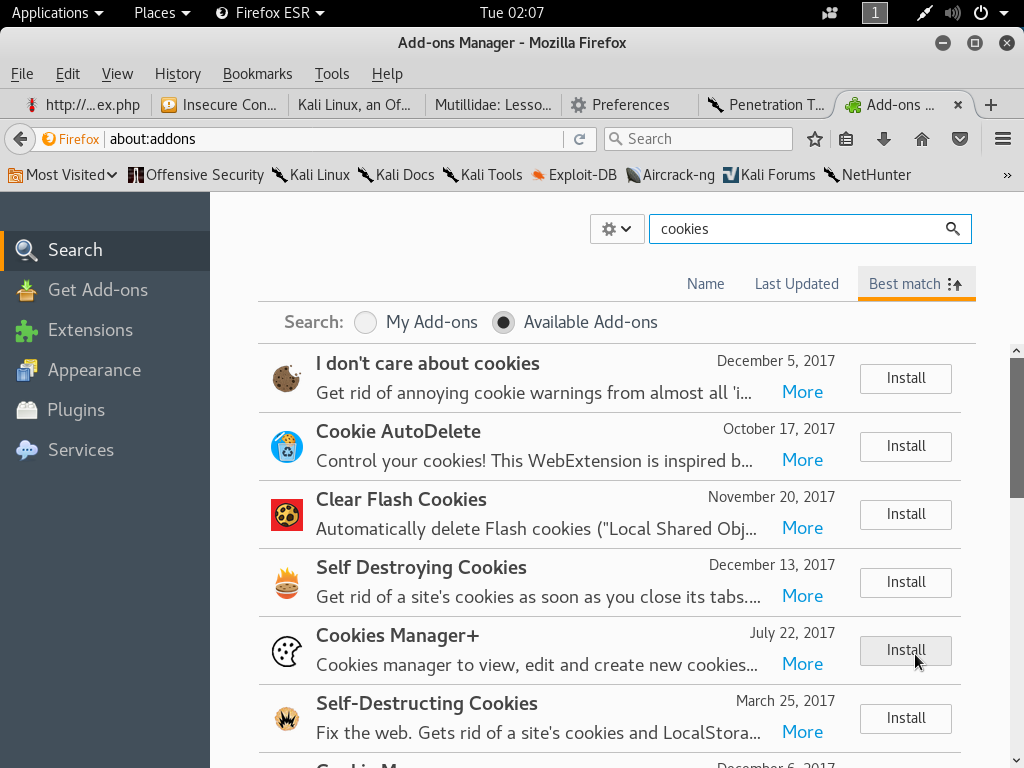 Applications Places Firefox ESR Tue 02:07 1
Add-ons Manager - Mozilla Firefox
File Edit View History Bookmarks Tools Help
http://...ex.php Insecure Con... Kali Linux, an Of... Mutillidae: Lesso... Preferences Penetration T... Add-ons ...
Firefox about:addons Search
Most Visited Offensive Security Kali Linux Kali Docs Kali Tools Exploit-DB Aircrack-ng Kali Forums NetHunter »
cookies
Search
Get Add-ons
Extensions
Appearance
Plugins
Services
Name Last Updated Best match
Search: My Add-ons Available Add-ons
I don't care about cookies December 5, 2017 Install
Get rid of annoying cookie warnings from almost all 'i... More
Cookie AutoDelete October 17, 2017 Install
Control your cookies! This WebExtension is inspired b... More
Clear Flash Cookies November 20, 2017 Install
Automatically delete Flash cookies ("Local Shared Obj... More
Self Destroying Cookies December 13, 2017 Install
Get rid of a site's cookies as soon as you close its tabs.... More
Cookies Manager+ July 22, 2017 Install
Cookies manager to view, edit and create new cookies... More
Self-Destructing Cookies March 25, 2017 Install
Fix the web. Gets rid of a site's cookies and LocalStora... More